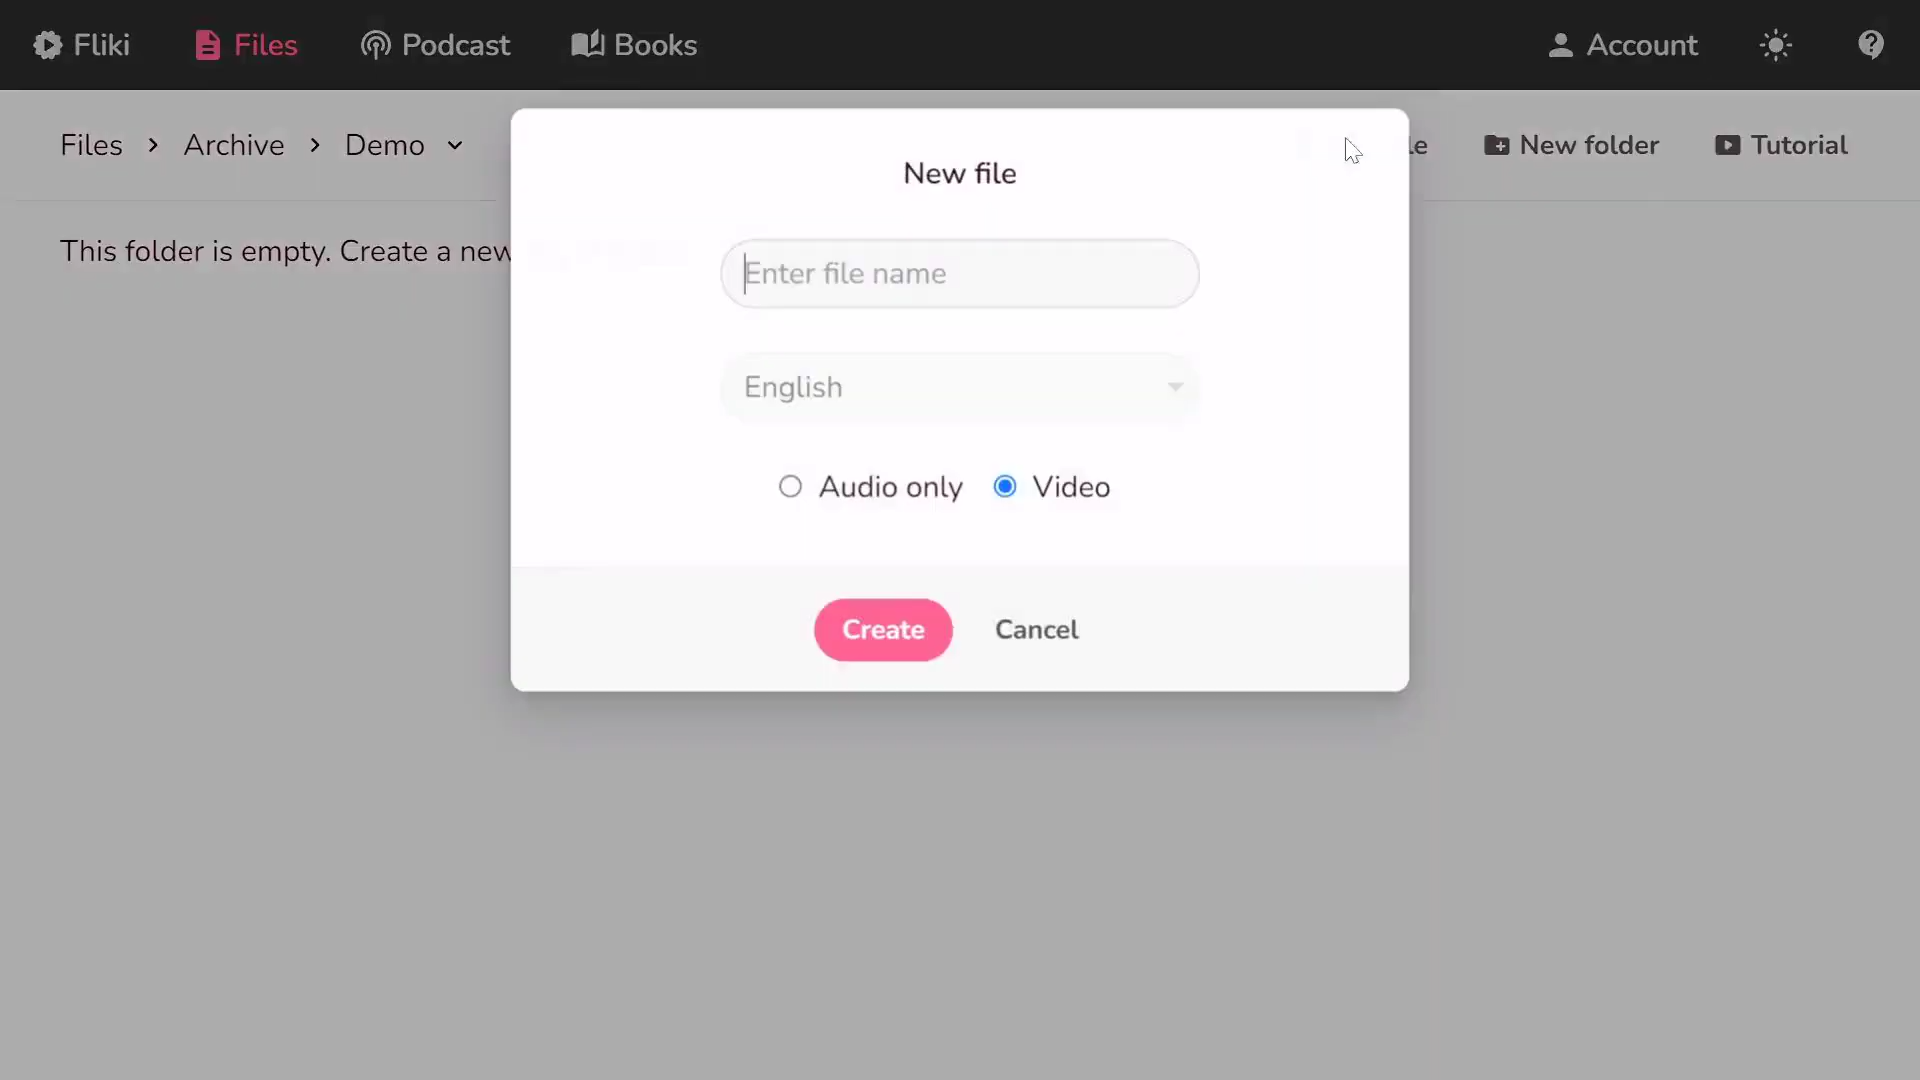 Fliki Files Podcast Books Account
Files > Archive > Demo New folder Tutorial
New file
This folder is empty. Create a new
Enter file name
English
Audio only Video
Create Cancel